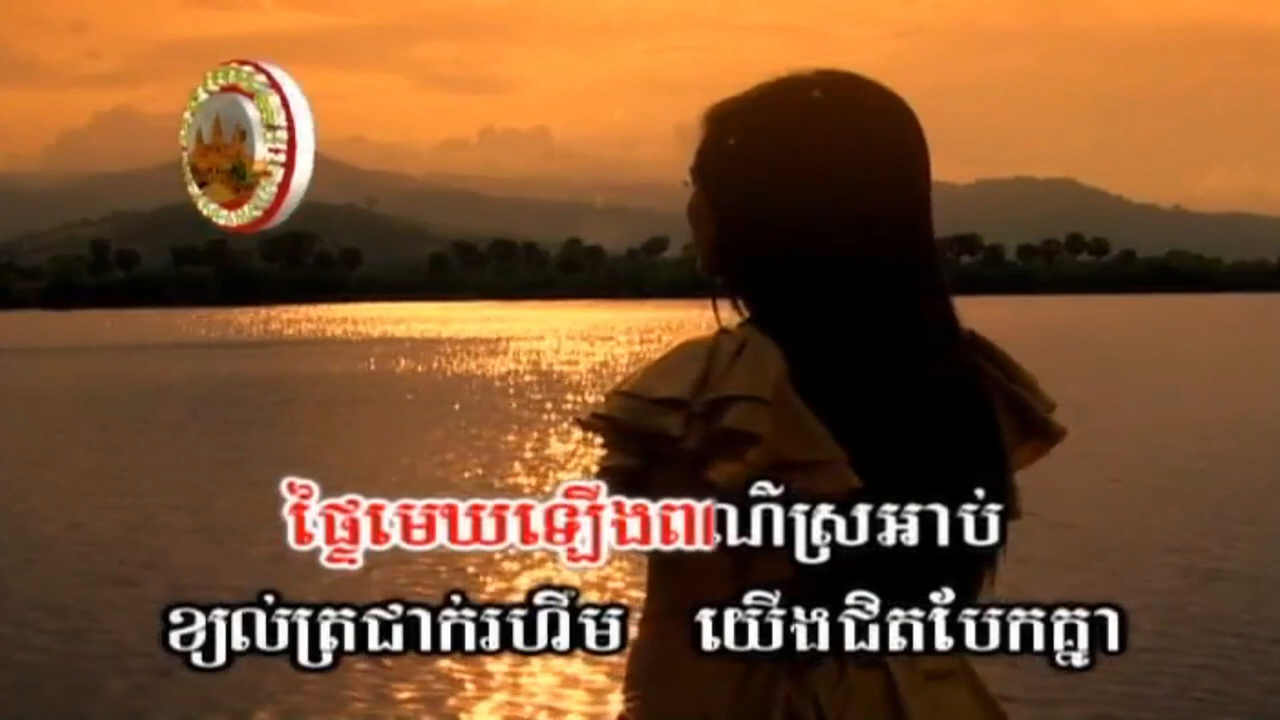 ផ្ទៃមេឃឡើងពណ៌ស្រអាប់
ខ្យល់ត្រជាក់រហើម យើងជិតបែកគ្នា